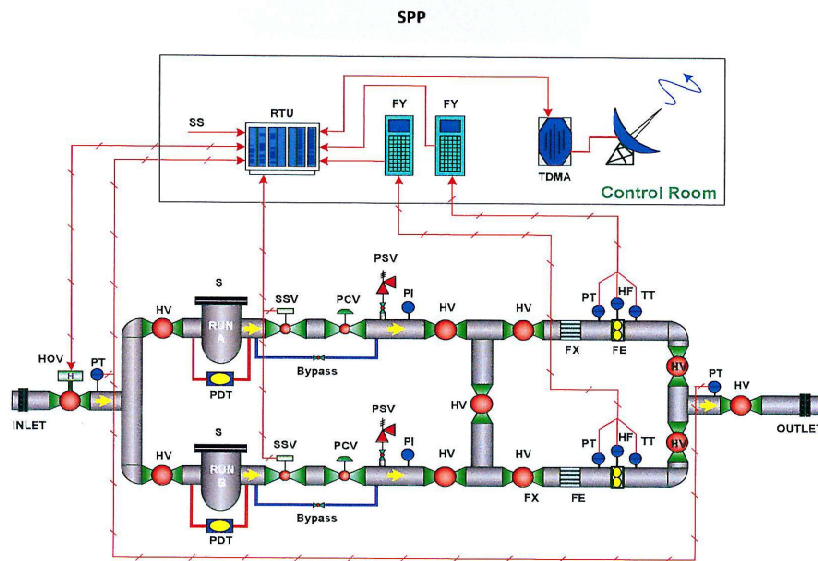 SPP
RTU
FY
FY
SS
TDMA
Control Room
S
PSV
HV
SSV
PCV
PI
HV
HV
PT
HF
TT
RUN
A
HOV
PT
H
PDT
Bypass
FX
FE
HV
PT
HV
HV
INLET
OUTLET
PSV
S
HV
SSV
PCV
PI
HV
HV
HV
PT
HF
TT
RUN
B
Bypass
FX
FE
PDT